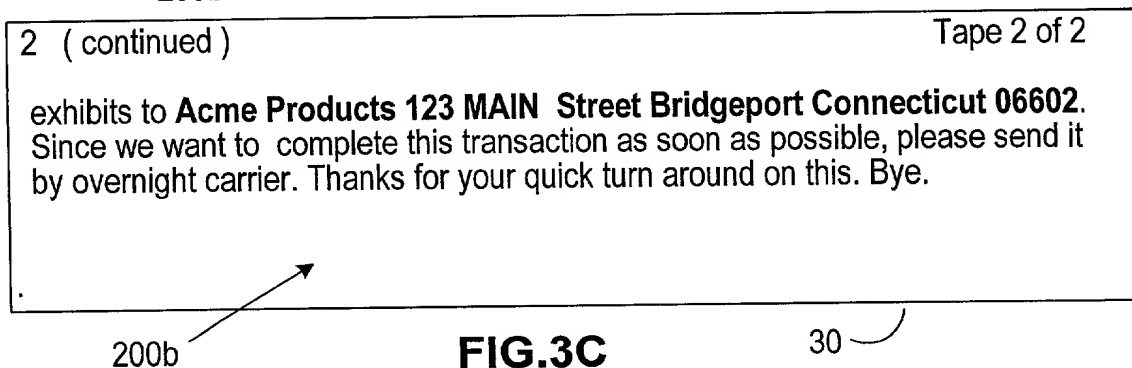 2 ( continued ) Tape 2 of 2
exhibits to Acme Products 123 MAIN Street Bridgeport Connecticut 06602.
Since we want to complete this transaction as soon as possible, please send it
by overnight carrier. Thanks for your quick turn around on this. Bye.
200b FIG.3C 30